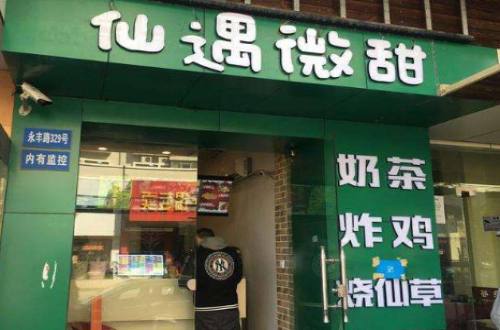 仙遇微甜
永丰路329号
内有监控
奶茶
炸鸡
烧仙草